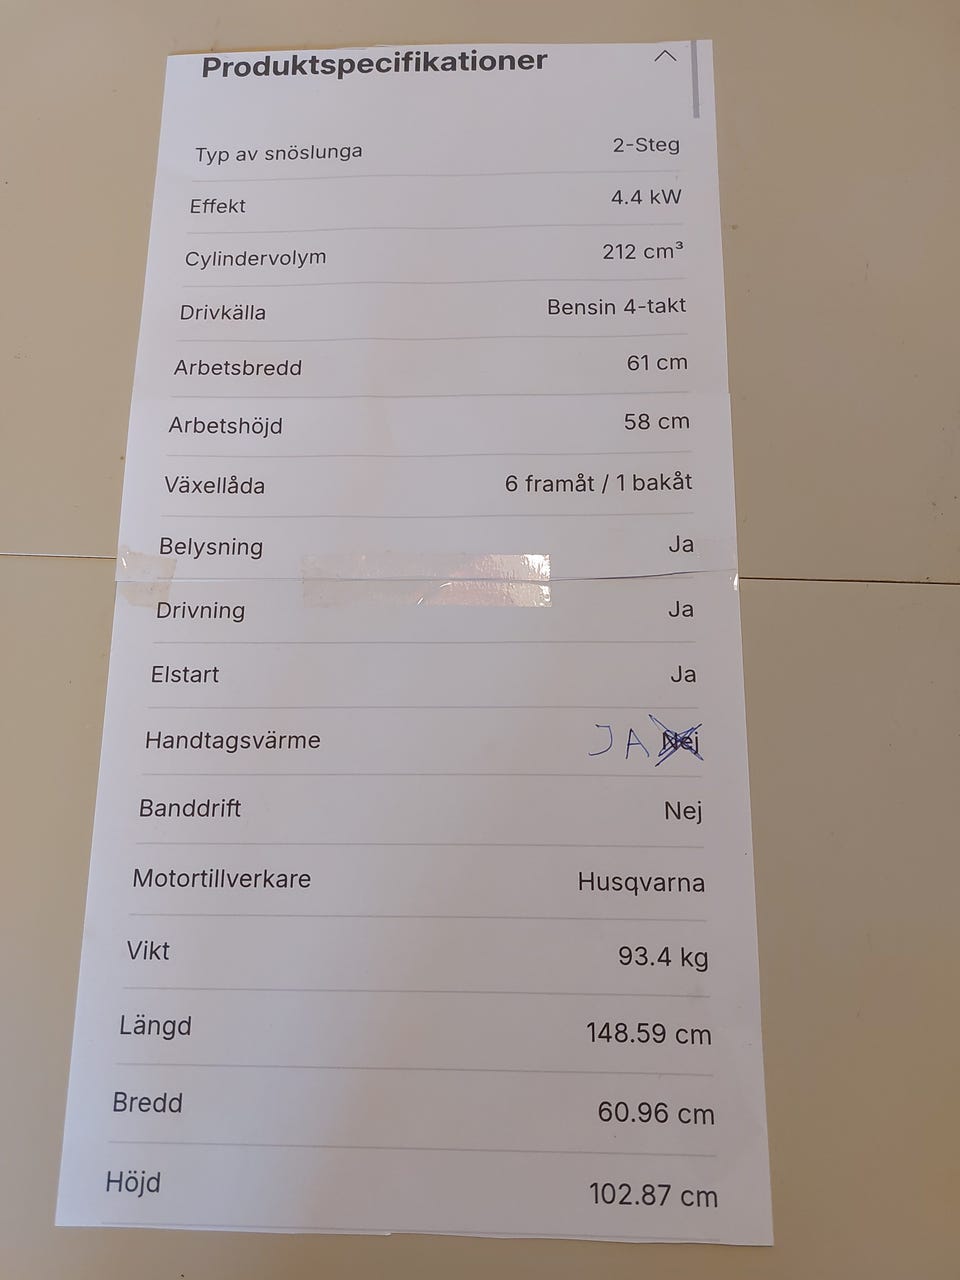 Produktspecifikationer
Typ av snöslunga 2-Steg
Effekt 4.4 kW
Cylindervolym 212 cm³
Drivkälla Bensin 4-takt
Arbetsbredd 61 cm
Arbetshöjd 58 cm
Växellåda 6 framåt / 1 bakåt
Belysning Ja
Drivning Ja
Elstart Ja
Handtagsvärme JA Nej
Banddrift Nej
Motortillverkare Husqvarna
Vikt 93.4 kg
Längd 148.59 cm
Bredd 60.96 cm
Höjd 102.87 cm